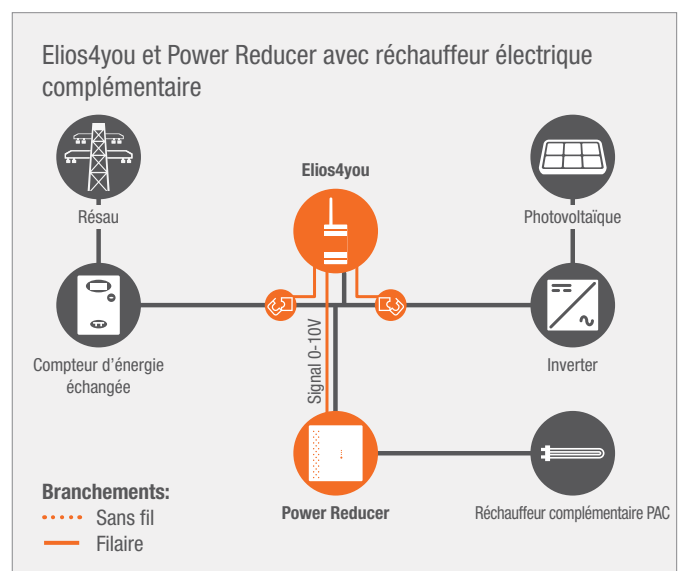 Elios4you et Power Reducer avec réchauffeur électrique
complémentaire
Elios4you
Résau
Photovoltaïque
Compteur d'énergie
échangée
Signal 0-10V
Inverter
Branchements:
Sans fil
Filaire
Power Reducer
Réchauffeur complémentaire PAC